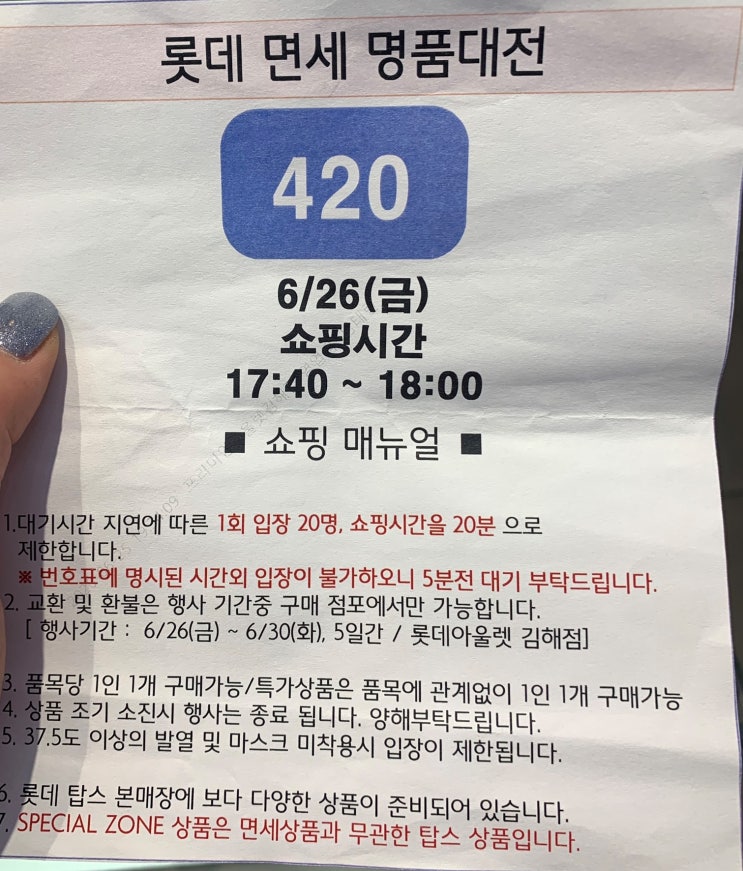 롯데 면세 명품대전
420
6/26(금)
쇼핑시간
17:40 ~ 18:00
■ 쇼핑 매뉴얼 ■
1.대기시간 지연에 따른 1회 입장 20명, 쇼핑시간을 20분 으로
제한합니다.
※ 번호표에 명시된 시간외 입장이 불가하오니 5분전 대기 부탁드립니다.
2. 교환 및 환불은 행사 기간중 구매 점포에서만 가능합니다.
[ 행사기간 : 6/26(금) ~ 6/30(화), 5일간 / 롯데아울렛 김해점]
3. 품목당 1인 1개 구매가능/특가상품은 품목에 관계없이 1인 1개 구매가능
4. 상품 조기 소진시 행사는 종료 됩니다. 양해부탁드립니다.
5. 37.5도 이상의 발열 및 마스크 미착용시 입장이 제한됩니다.
6. 롯데 탑스 본매장에 보다 다양한 상품이 준비되어 있습니다.
7. SPECIAL ZONE 상품은 면세상품과 무관한 탑스 상품입니다.